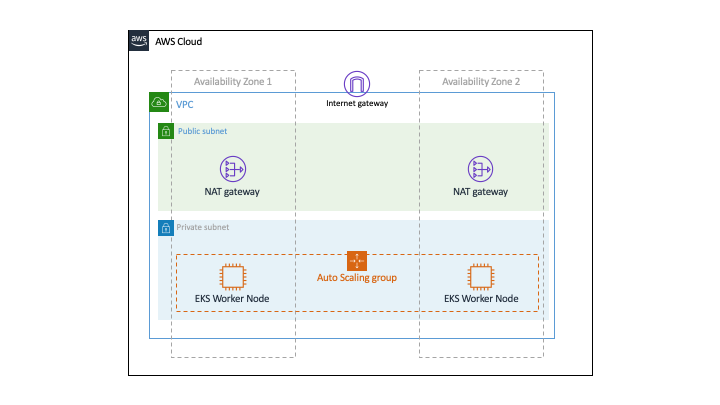 aws
AWS Cloud
Availability Zone 1
Availability Zone 2
Internet gateway
VPC
Public subnet
NAT gateway
NAT gateway
Private subnet
Auto Scaling group
EKS Worker Node
EKS Worker Node